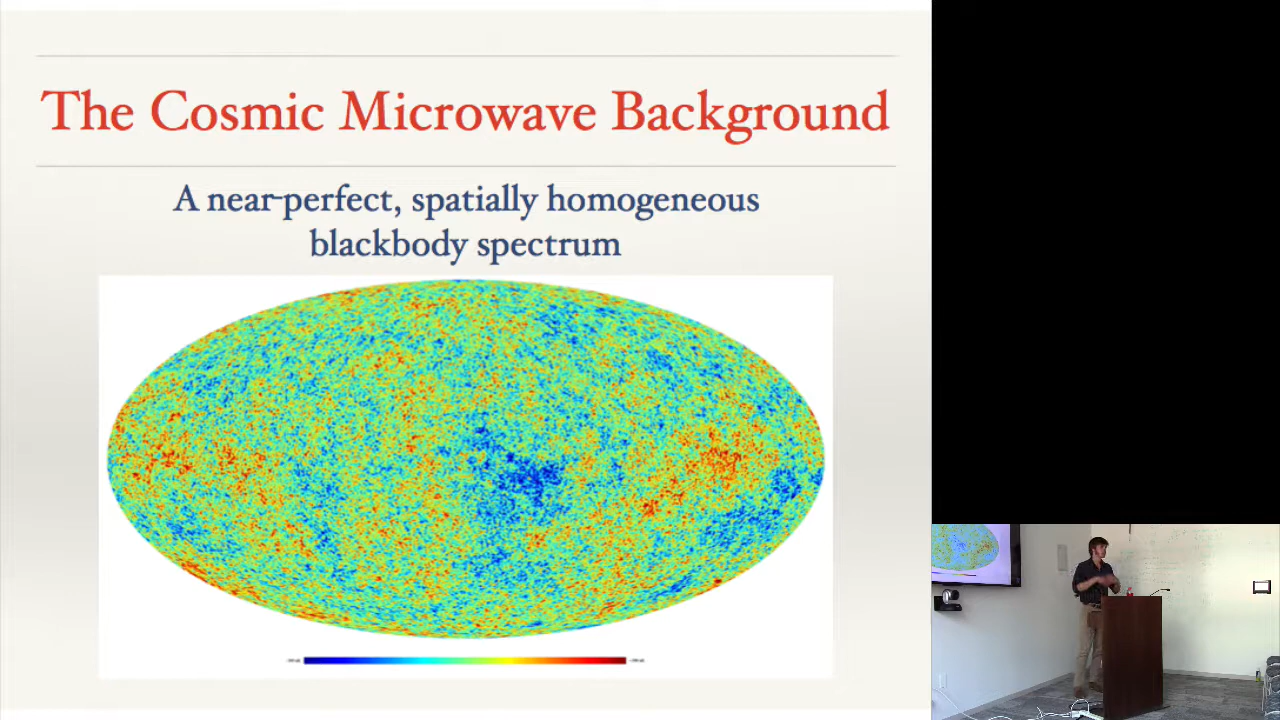 The Cosmic Microwave Background
A near-perfect, spatially homogeneous
blackbody spectrum